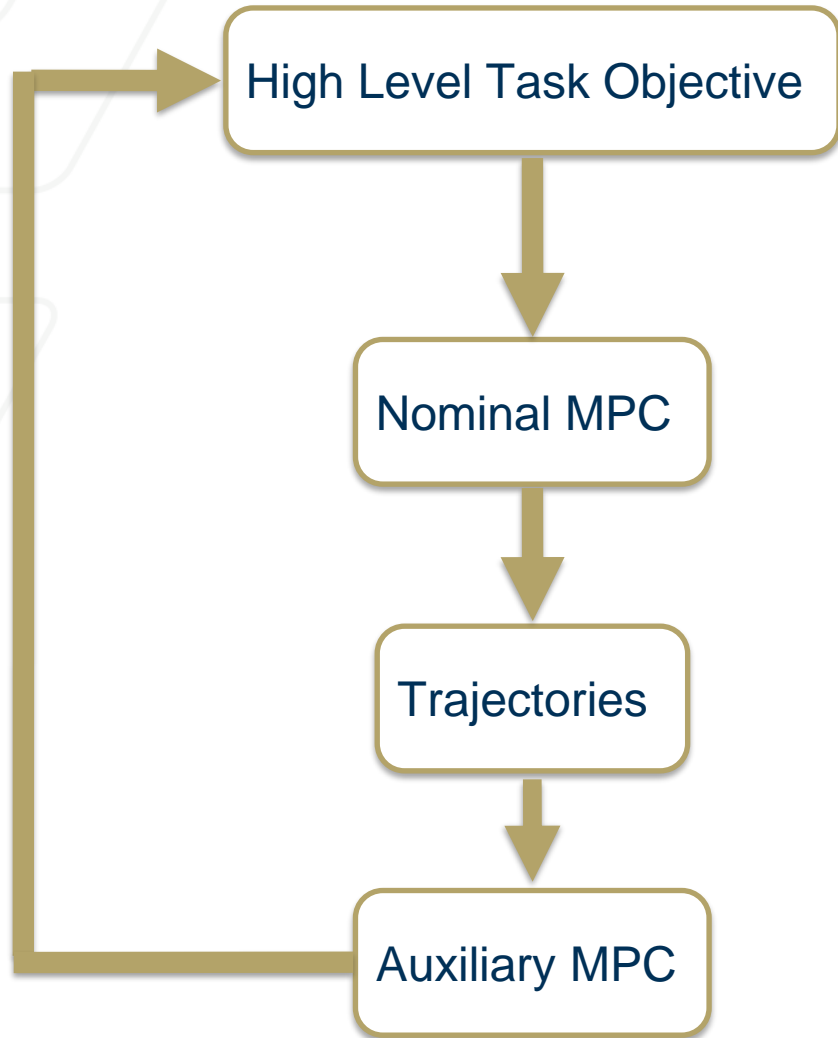 High Level Task Objective
Nominal MPC
Trajectories
Auxiliary MPC